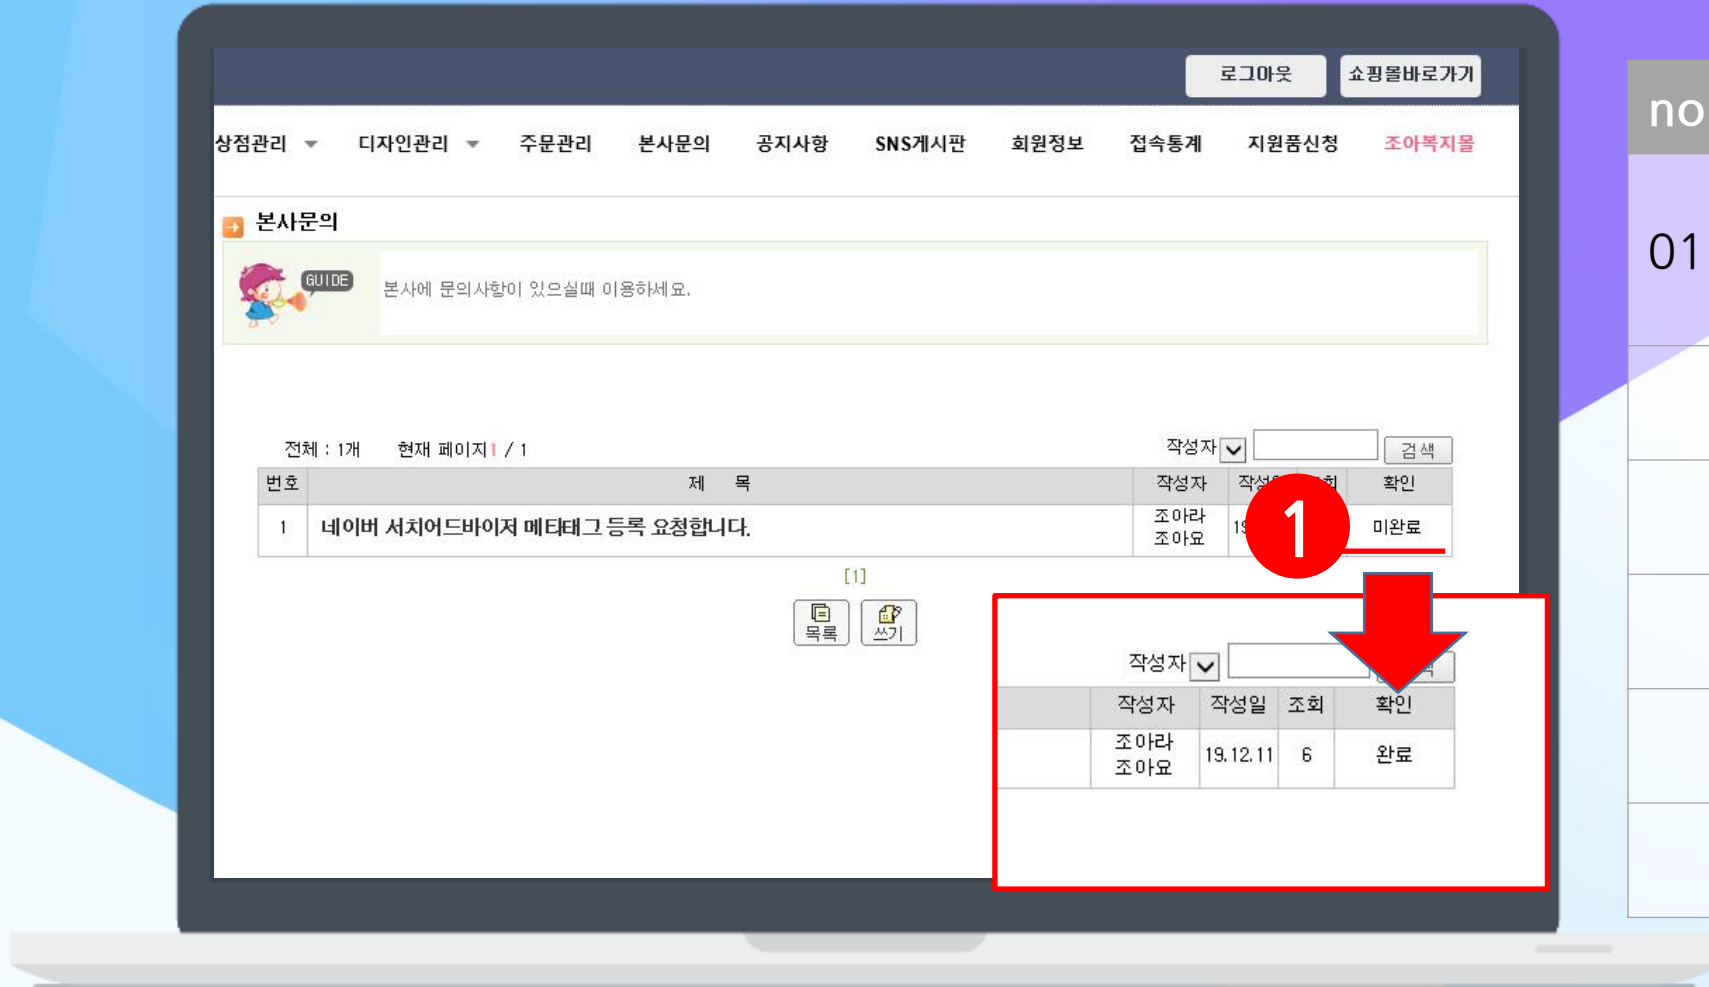 로그아웃 쇼핑몰바로가기
상점관리 디자인관리 주문관리 본사문의 공지사항 SNS게시판 회원정보 접속통계 지원품신청 조아복지몰
본사문의
GUIDE
본사에 문의사항이 있으실때 이용하세요.
전체 : 1개 현재 페이지 1 / 1
작성자 검색
번호 제 목 작성자 확인
1 네이버 서치어드바이저 메타태그 등록 요청합니다. 조아라 미완료
조아요
1
[1]
목록 쓰기
작성자
작성자 작성일 조회 확인
조아라 19.12.11 6 완료
조아요
no
01